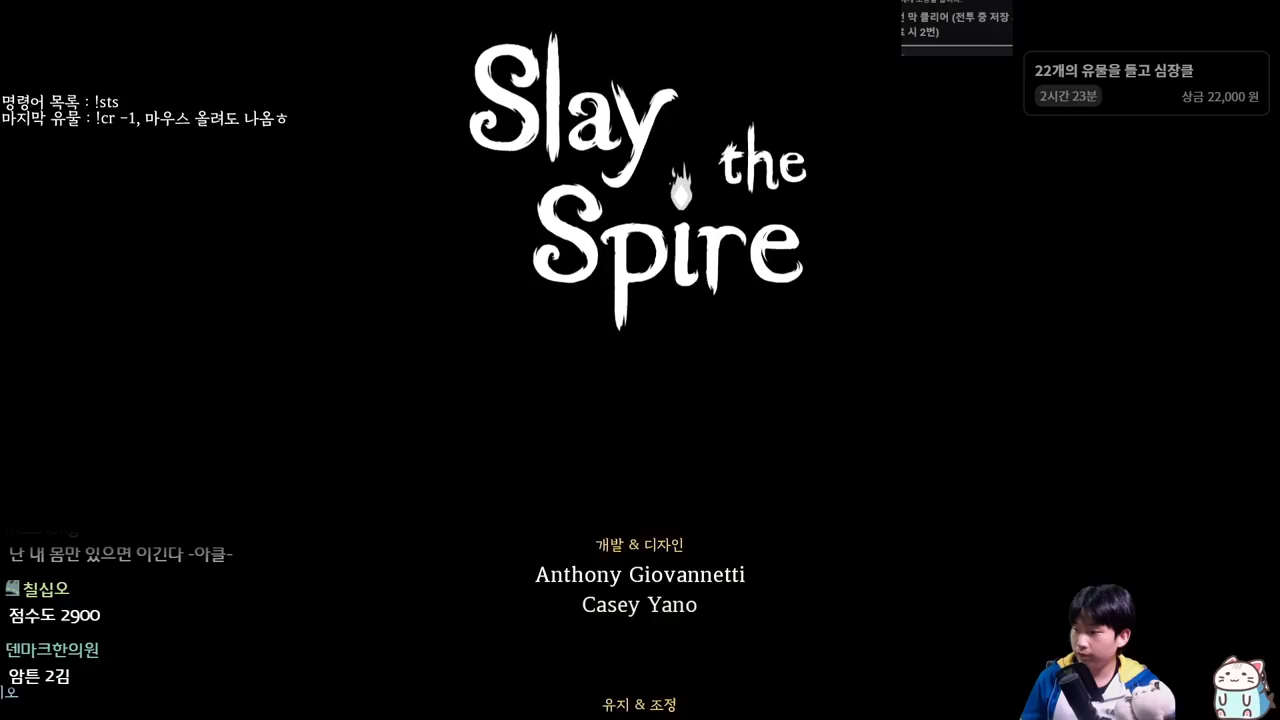 번 막 클리어 (전투 중 저장
료 시 2번)
22개의 유물을 들고 심장클
2시간 23분
상금 22,000 원
명령어 목록 : !sts
마지막 유물 : !cr -1, 마우스 올려도 나옴ㅎ
Slay
the
Spire
난 내 몸만 있으면 이긴다 -아클-
칠십오
점수도 2900
덴마크한의원
암튼 2김
개발 & 디자인
Anthony Giovannetti
Casey Yano
유지 & 조정